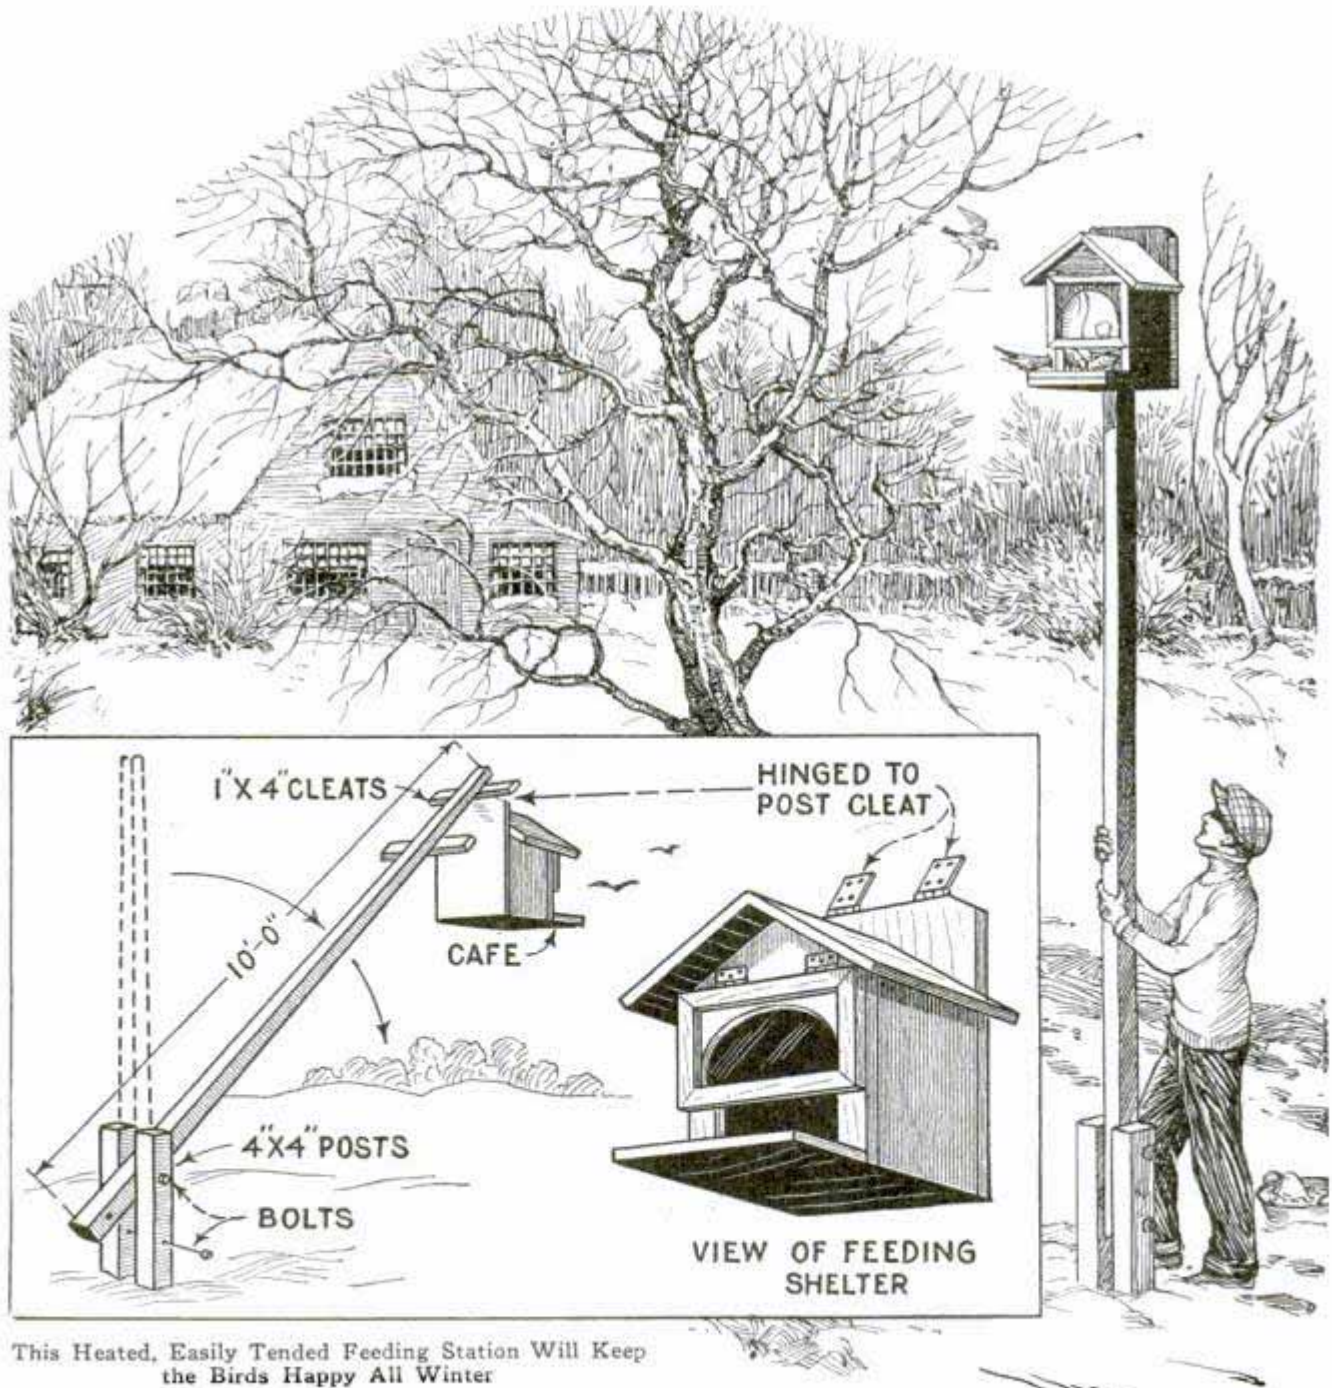 1"X 4" CLEATS
HINGED TO
POST CLEAT
10'-0"
CAFE
4"X4" POSTS
BOLTS
VIEW OF FEEDING
SHELTER
This Heated, Easily Tended Feeding Station Will Keep
the Birds Happy All Winter